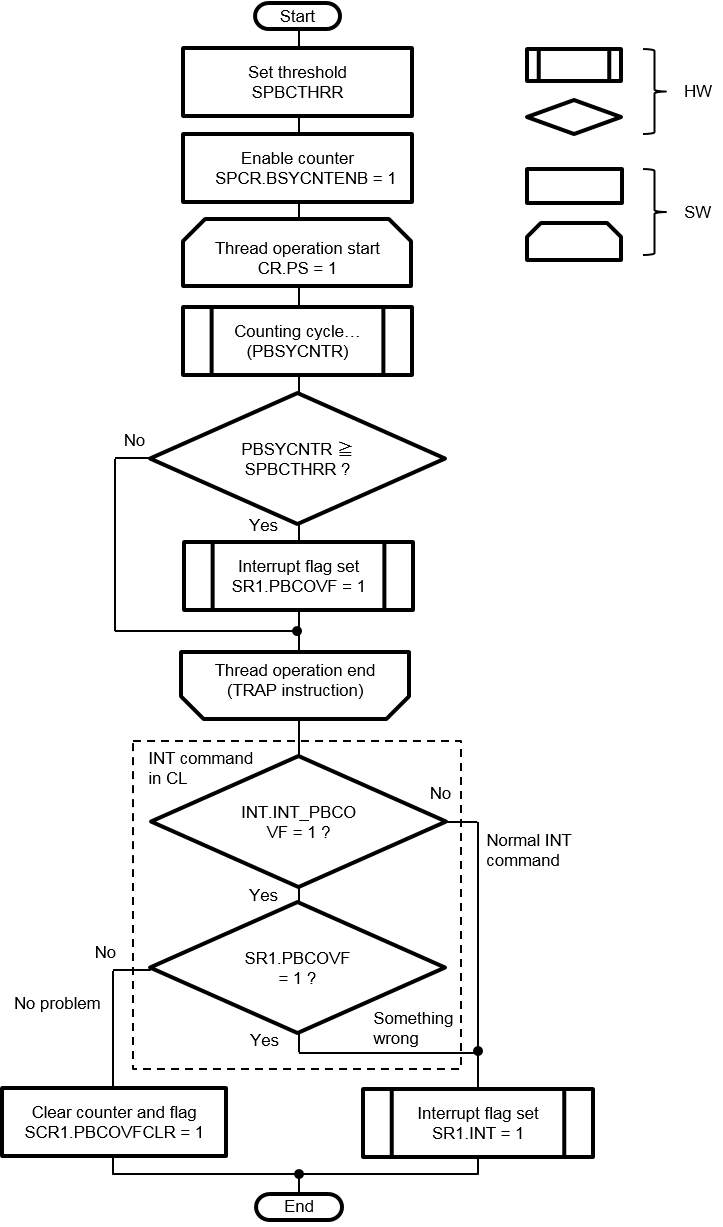 Start
Set threshold
SPBCTHRR
HW
Enable counter
SPCR.BSYCNTENB = 1
SW
Thread operation start
CR.PS = 1
Counting cycle…
(PBSYCNTR)
No
PBSYCNTR ≧
SPBCTHRR ?
Yes
Interrupt flag set
SR1.PBCOVF = 1
Thread operation end
(TRAP instruction)
INT command
in CL
No
INT.INT_PBCO
VF = 1 ?
Normal INT
command
Yes
No
SR1.PBCOVF
= 1 ?
No problem
Something
wrong
Yes
Clear counter and flag
SCR1.PBCOVFCLR = 1
Interrupt flag set
SR1.INT = 1
End